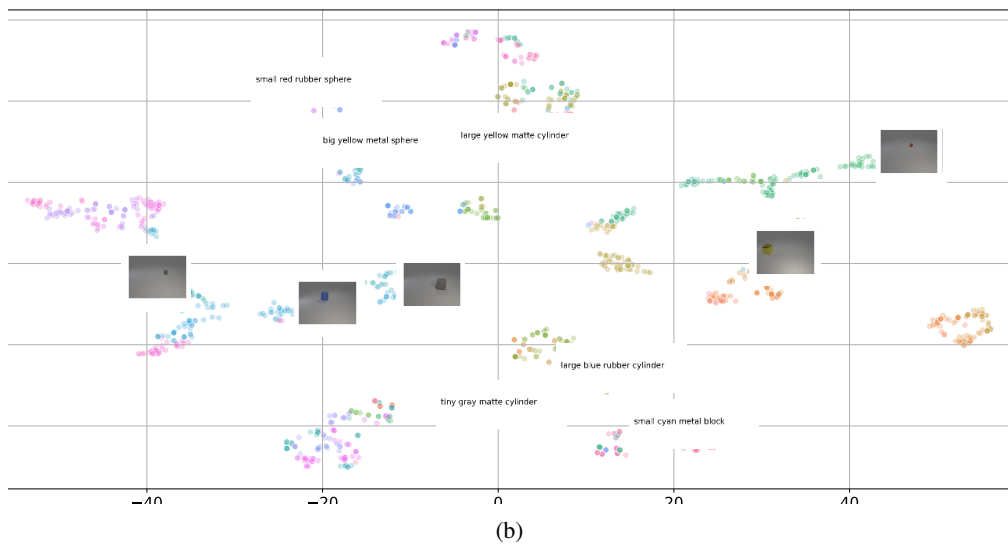 small red rubber sphere
big yellow metal sphere
large yellow matte cylinder
large blue rubber cylinder
tiny gray matte cylinder
small cyan metal block
−40 −20 0 20 40
(b)